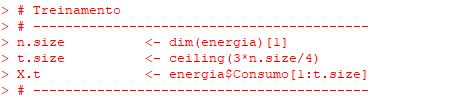 > # Treinamento
> # ------------------------------------------
> n.size          <- dim(energia)[1]
> t.size          <- ceiling(3*n.size/4)
> X.t             <- energia$Consumo[1:t.size]
> # ------------------------------------------